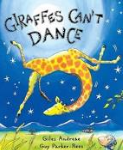 GIRAFFES CAN'T
DANCE
Giles Andreae
Guy Parker-Rees